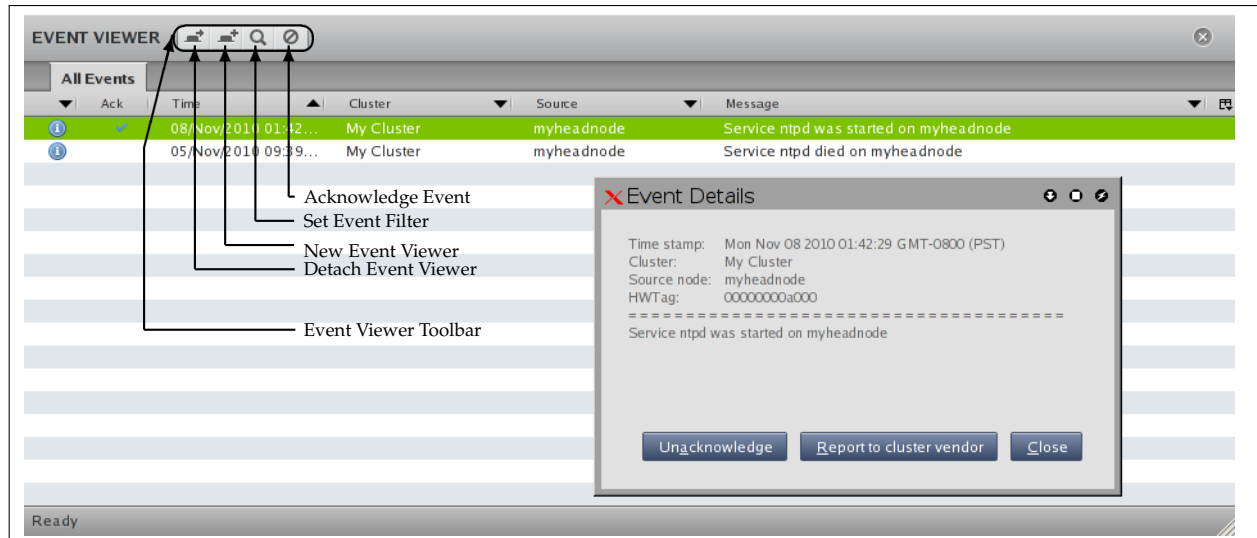 EVENT VIEWER
All Events
Ack Time Cluster Source Message
08/Nov/2010 01:42... My Cluster myheadnode Service ntpd was started on myheadnode
05/Nov/2010 09:39... My Cluster myheadnode Service ntpd died on myheadnode
Acknowledge Event
Set Event Filter
New Event Viewer
Detach Event Viewer
Event Viewer Toolbar
Event Details
Time stamp: Mon Nov 08 2010 01:42:29 GMT-0800 (PST)
Cluster: My Cluster
Source node: myheadnode
HWTag: 00000000a000
======================================
Service ntpd was started on myheadnode
Unacknowledge Report to cluster vendor Close
Ready